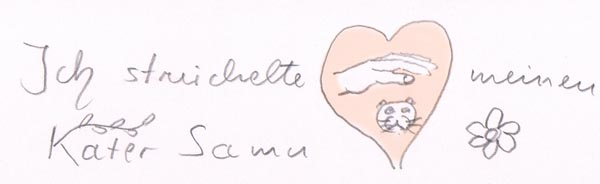 Ich streichelte meinen
Kater Samu